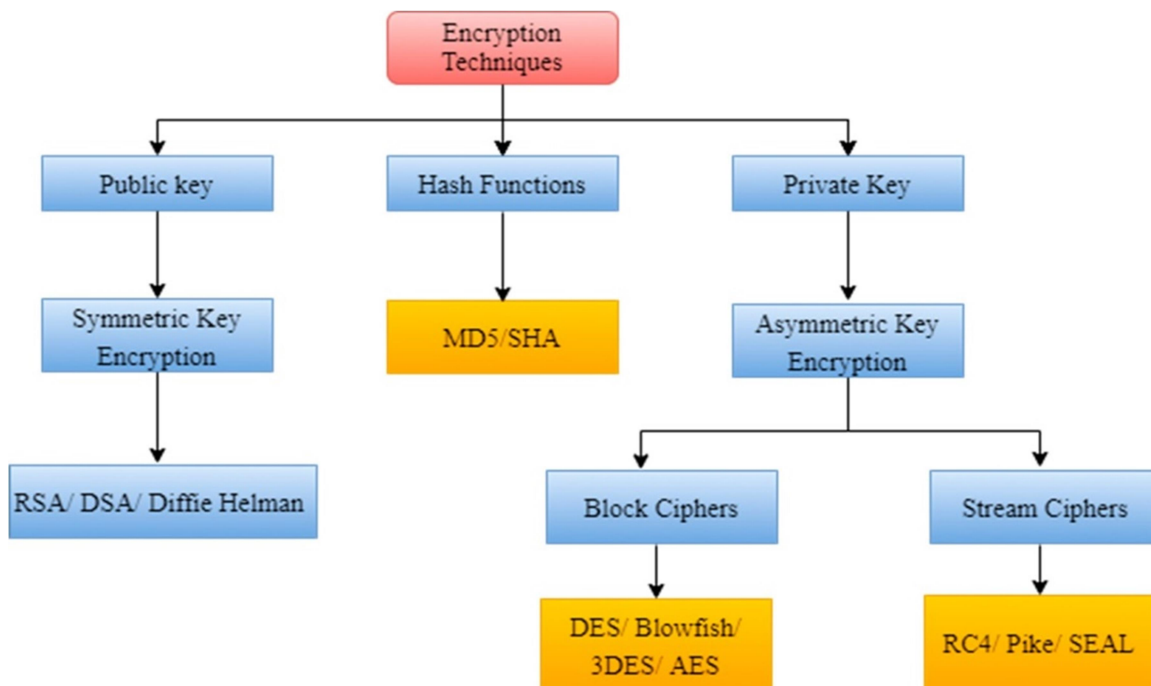 Encryption
Techniques
Public key
Hash Functions
Private Key
Symmetric Key
Encryption
MD5/SHA
Asymmetric Key
Encryption
RSA/ DSA/ Diffie Helman
Block Ciphers
Stream Ciphers
DES/ Blowfish/
3DES/ AES
RC4/ Pike/ SEAL